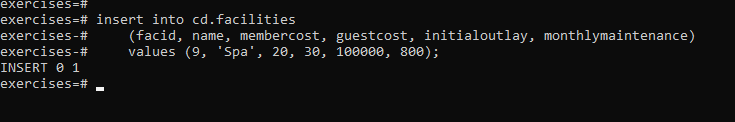 exercises=#
exercises=# insert into cd.facilities
exercises-#     (facid, name, membercost, guestcost, initialoutlay, monthlymaintenance)
exercises-#     values (9, 'Spa', 20, 30, 100000, 800);
INSERT 0 1
exercises=#